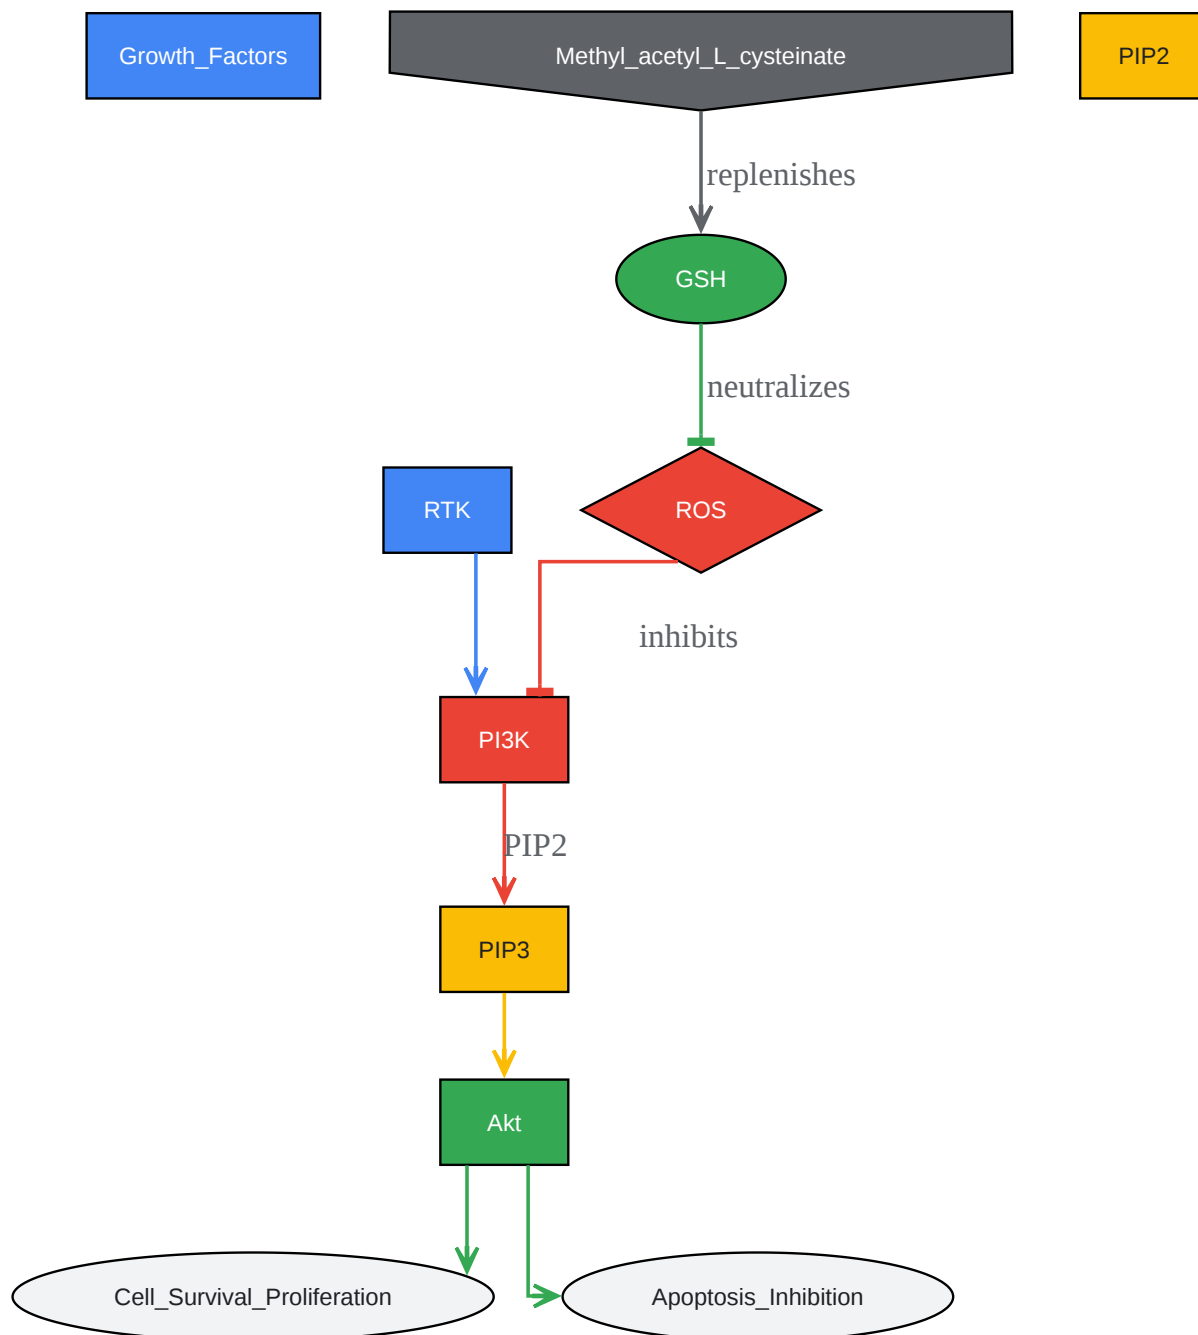 Growth_Factors
Methyl_acetyl_L_cysteinate
PIP2
replenishes
GSH
neutralizes
RTK
ROS
inhibits
PI3K
PIP2
PIP3
Akt
Cell_Survival_Proliferation
Apoptosis_Inhibition